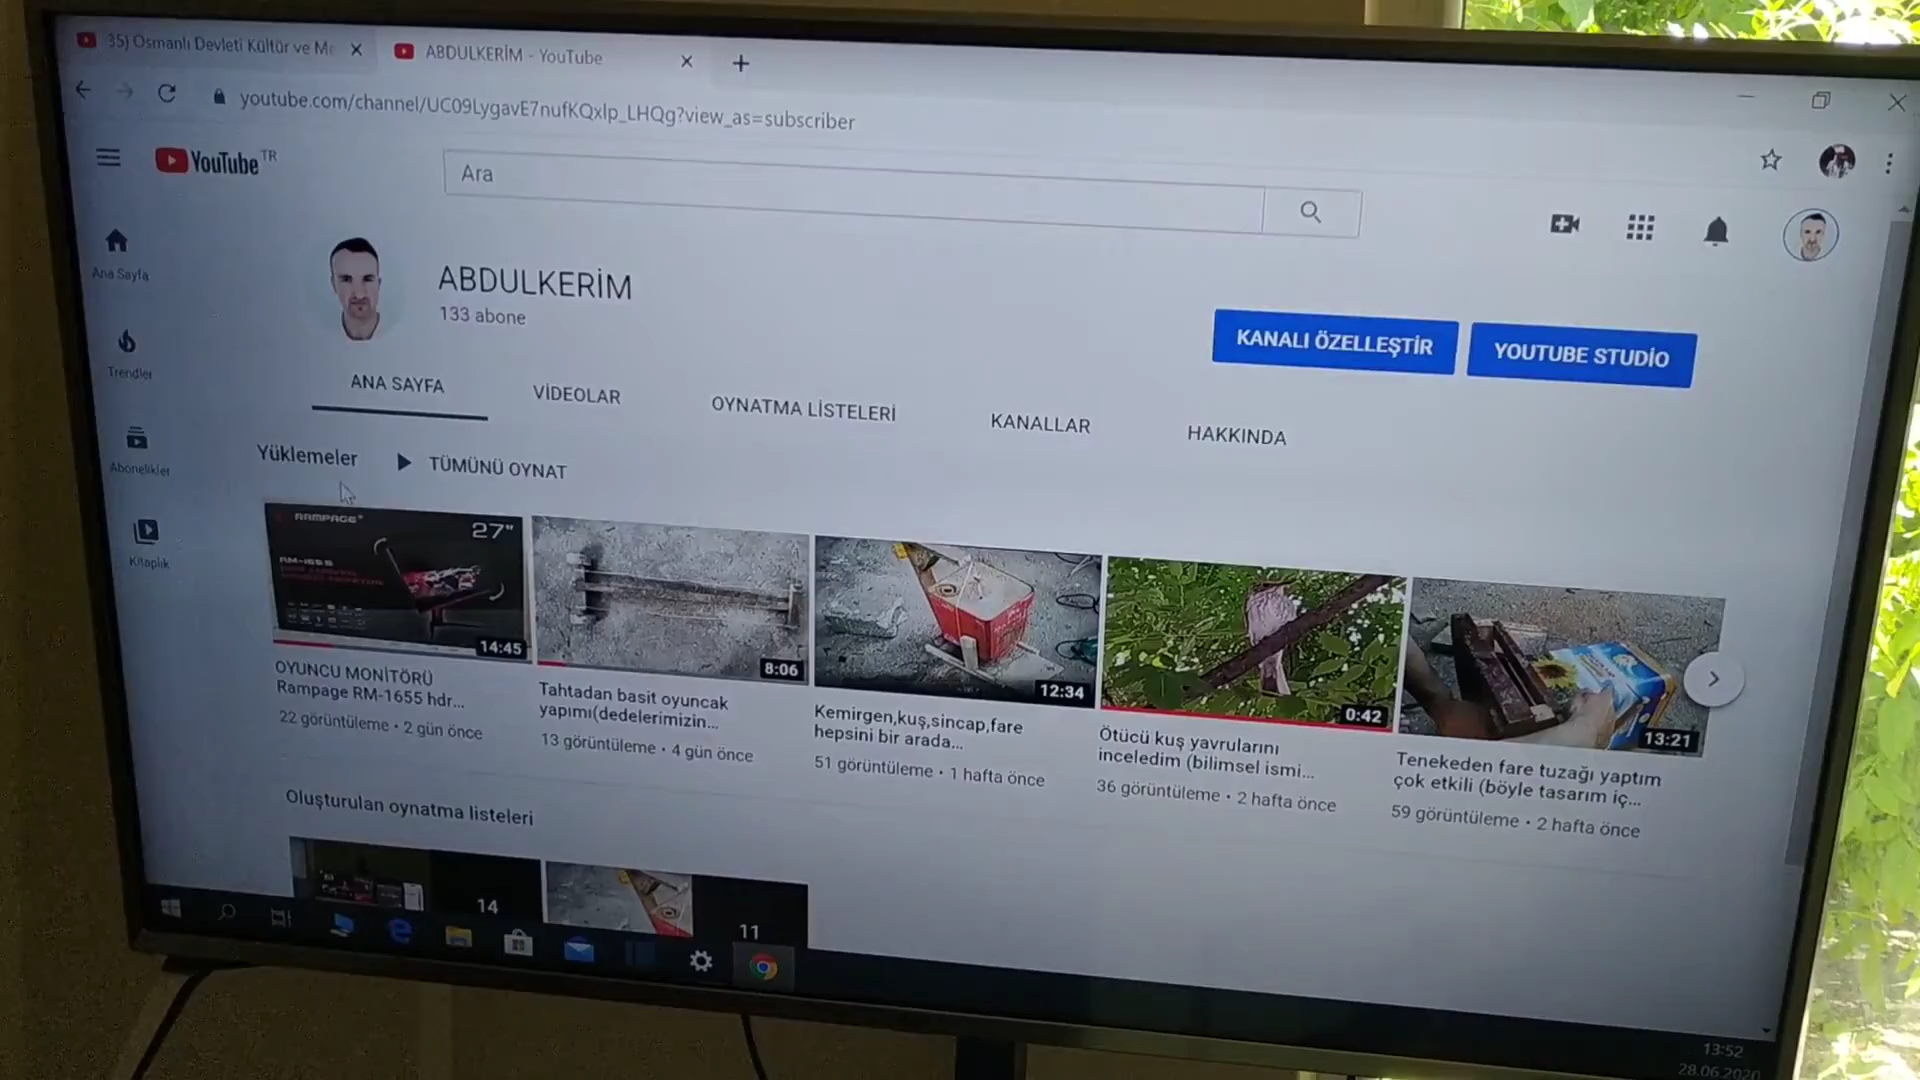 35) Osmanlı Devleti Kültür ve Me
ABDULKERİM - YouTube
youtube.com/channel/UC09LygavE7nufKQxlp_LHQg?view_as=subscriber
YouTube TR
Ara
Ana Sayfa
Trendler
Abonelikler
Kitaplık
ABDULKERİM
133 abone
KANALI ÖZELLEŞTİR
YOUTUBE STUDİO
ANA SAYFA
VİDEOLAR
OYNATMA LİSTELERİ
KANALLAR
HAKKINDA
Yüklemeler
TÜMÜNÜ OYNAT
RAMPAGE
27"
RM-1655
14:45
OYUNCU MONİTÖRÜ
Rampage RM-1655 hdr...
22 görüntüleme • 2 gün önce
8:06
Tahtadan basit oyuncak
yapımı(dedelerimizin...
13 görüntüleme • 4 gün önce
12:34
Kemirgen,kuş,sincap,fare
hepsini bir arada...
51 görüntüleme • 1 hafta önce
0:42
Ötücü kuş yavrularını
inceledim (bilimsel ismi...
36 görüntüleme • 2 hafta önce
13:21
Tenekeden fare tuzağı yaptım
çok etkili (böyle tasarım iç...
59 görüntüleme • 2 hafta önce
Oluşturulan oynatma listeleri
14
11
13:52
28.06.2020